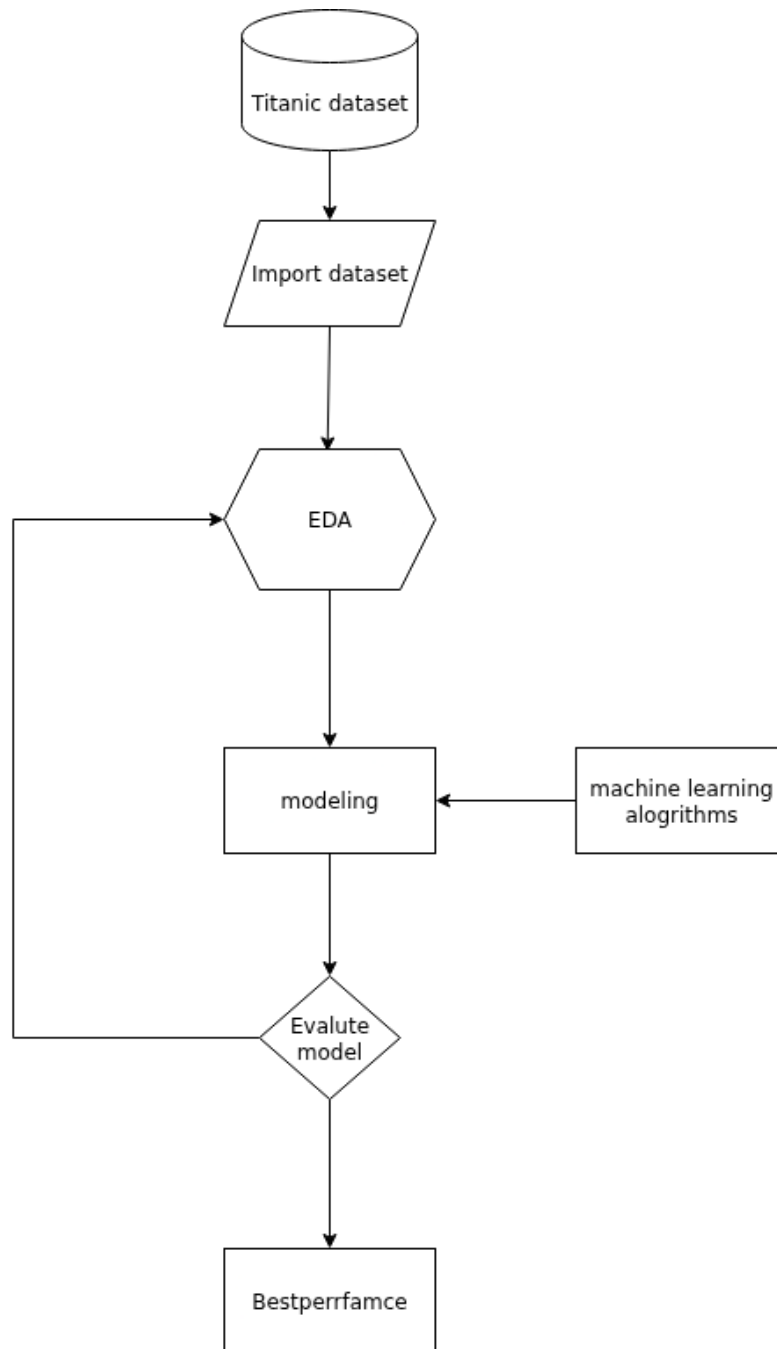 Titanic dataset
Import dataset
EDA
modeling
machine learning
alogrithms
Evalute
model
Bestperrfamce